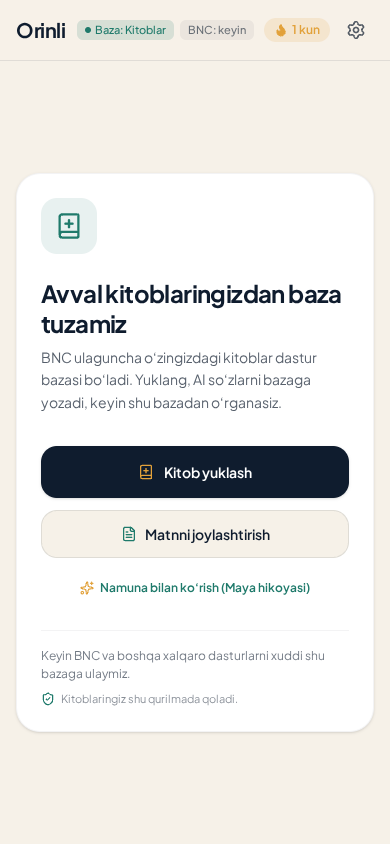 Orinli
Baza: Kitoblar
BNC: keyin
1 kun
Avval kitoblaringizdan baza
tuzamiz
BNC ulaguncha oʻzingizdagi kitoblar dastur
bazasi boʻladi. Yuklang, AI soʻzlarni bazaga
yozadi, keyin shu bazadan oʻrganasiz.
Kitob yuklash
Matnni joylashtirish
Namuna bilan koʻrish (Maya hikoyasi)
Keyin BNC va boshqa xalqaro dasturlarni xuddi shu
bazaga ulaymiz.
Kitoblaringiz shu qurilmada qoladi.